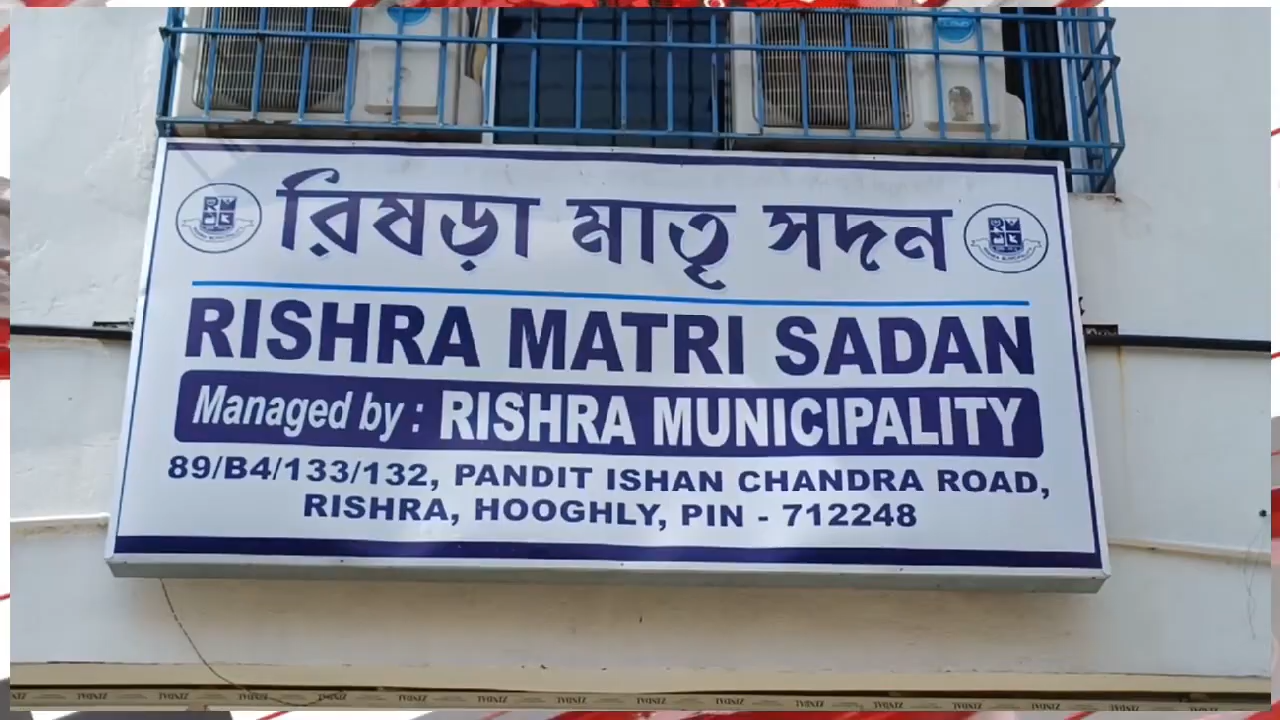 রিষড়া মাতৃ সদন
RISHRA MATRI SADAN
Managed by : RISHRA MUNICIPALITY
89/B4/133/132, PANDIT ISHAN CHANDRA ROAD,
RISHRA, HOOGHLY, PIN - 712248